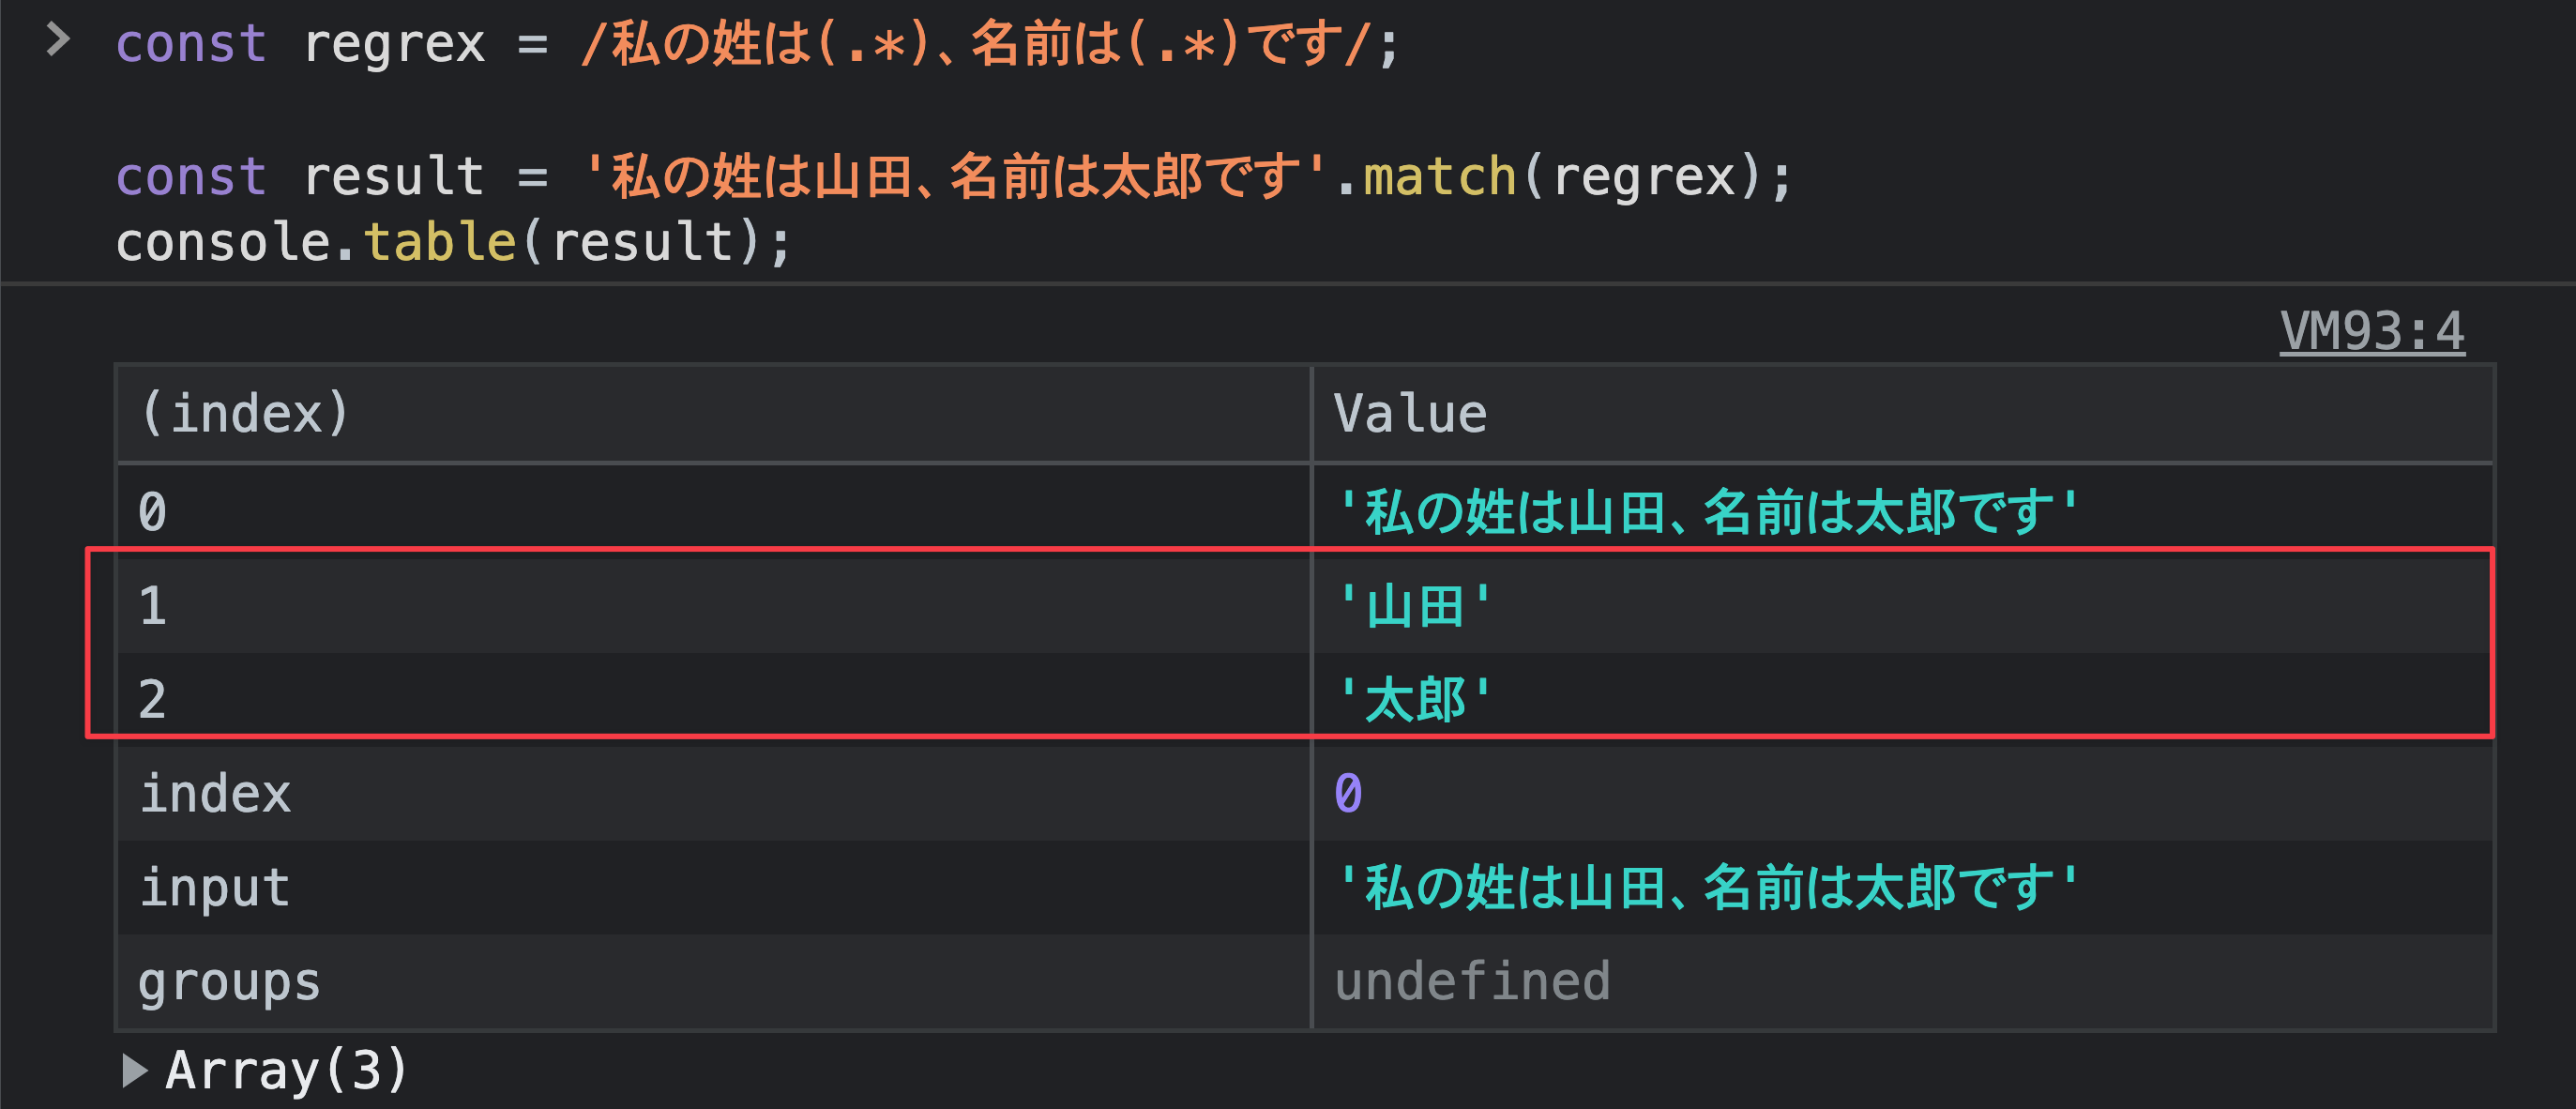 > const regrex = /私の姓は(.*)、名前は(.*)です/;
const result = '私の姓は山田、名前は太郎です'.match(regrex);
console.table(result);
VM93:4
(index) Value
0 '私の姓は山田、名前は太郎です'
1 '山田'
2 '太郎'
index 0
input '私の姓は山田、名前は太郎です'
groups undefined
▶ Array(3)